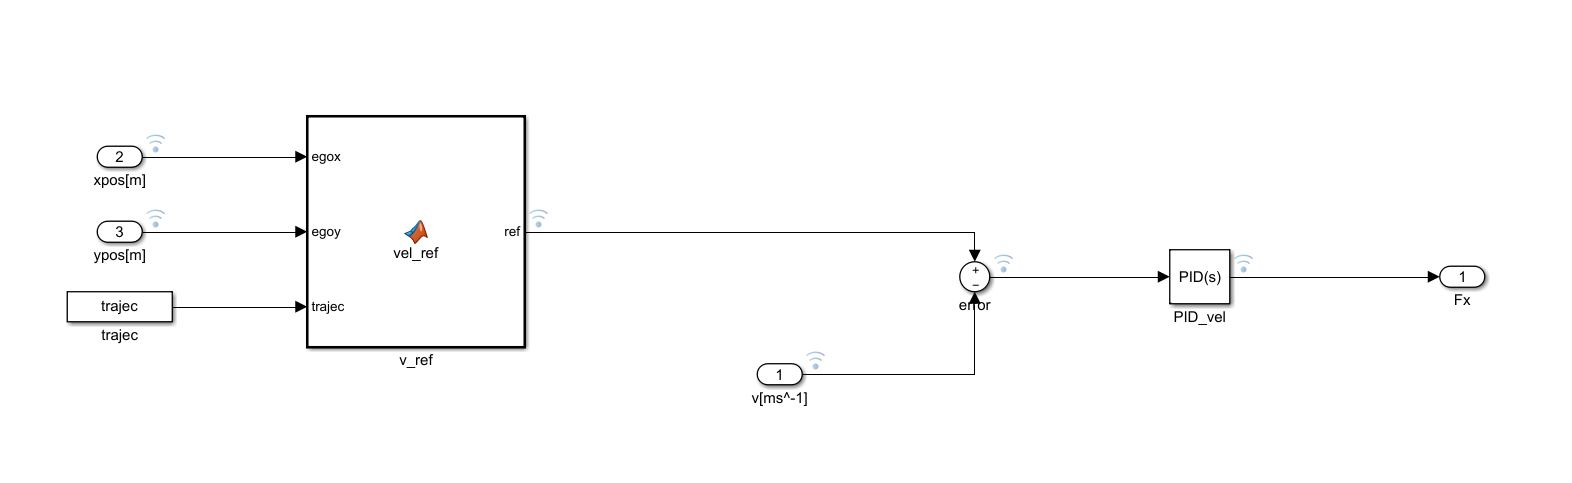 2
xpos[m]
3
ypos[m]
trajec
trajec
egox
egoy
trajec
vel_ref
ref
v_ref
1
v[ms^-1]
+
−
error
PID(s)
PID_vel
1
Fx